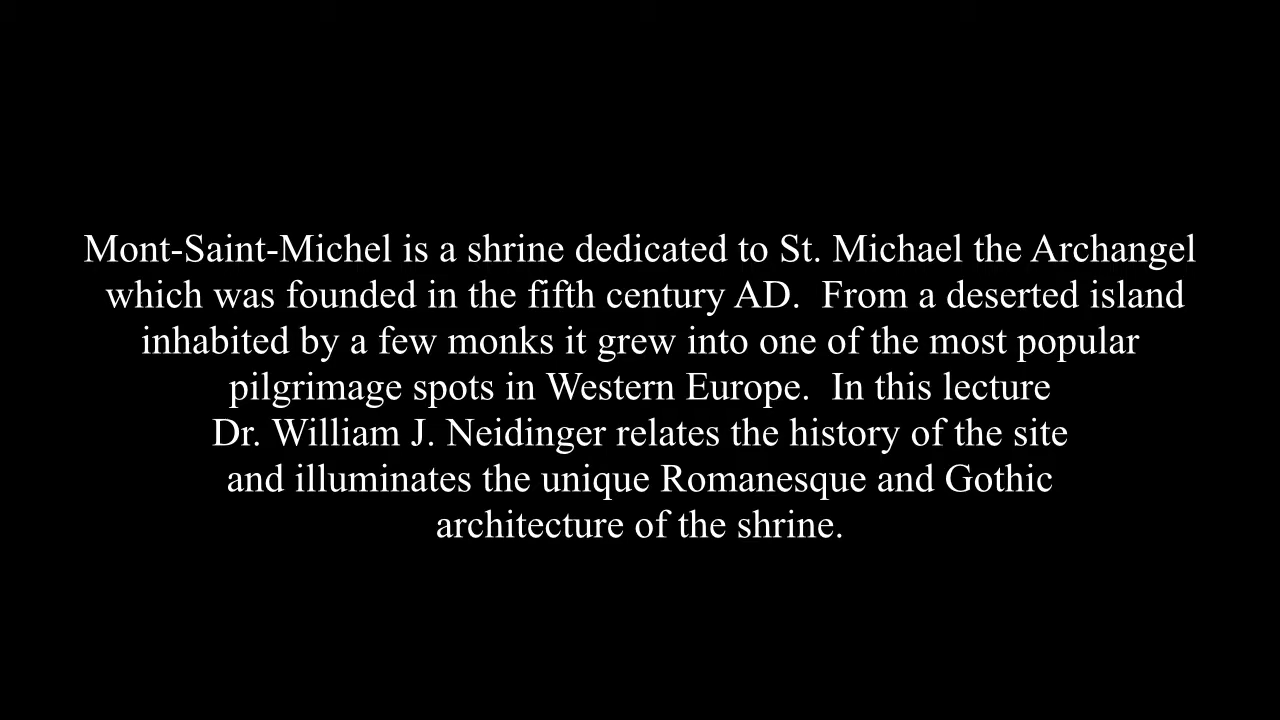 Mont-Saint-Michel is a shrine dedicated to St. Michael the Archangel
which was founded in the fifth century AD.  From a deserted island
inhabited by a few monks it grew into one of the most popular
pilgrimage spots in Western Europe.  In this lecture
Dr. William J. Neidinger relates the history of the site
and illuminates the unique Romanesque and Gothic
architecture of the shrine.